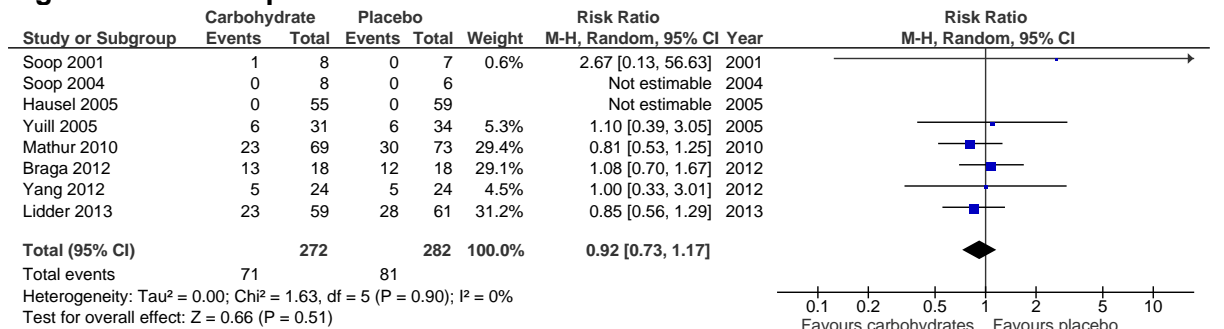 Carbohydrate Placebo Risk Ratio Risk Ratio
Study or Subgroup Events Total Events Total Weight M-H, Random, 95% CI Year M-H, Random, 95% CI
Soop 2001 1 8 0 7 0.6% 2.67 [0.13, 56.63] 2001
Soop 2004 0 8 0 6 Not estimable 2004
Hausel 2005 0 55 0 59 Not estimable 2005
Yuill 2005 6 31 6 34 5.3% 1.10 [0.39, 3.05] 2005
Mathur 2010 23 69 30 73 29.4% 0.81 [0.53, 1.25] 2010
Braga 2012 13 18 12 18 29.1% 1.08 [0.70, 1.67] 2012
Yang 2012 5 24 5 24 4.5% 1.00 [0.33, 3.01] 2012
Lidder 2013 23 59 28 61 31.2% 0.85 [0.56, 1.29] 2013
Total (95% CI) 272 282 100.0% 0.92 [0.73, 1.17]
Total events 71 81
Heterogeneity: Tau² = 0.00; Chi² = 1.63, df = 5 (P = 0.90); I² = 0%
Test for overall effect: Z = 0.66 (P = 0.51)
0.1 0.2 0.5 1 2 5 10
Favours carbohydrates Favours placebo